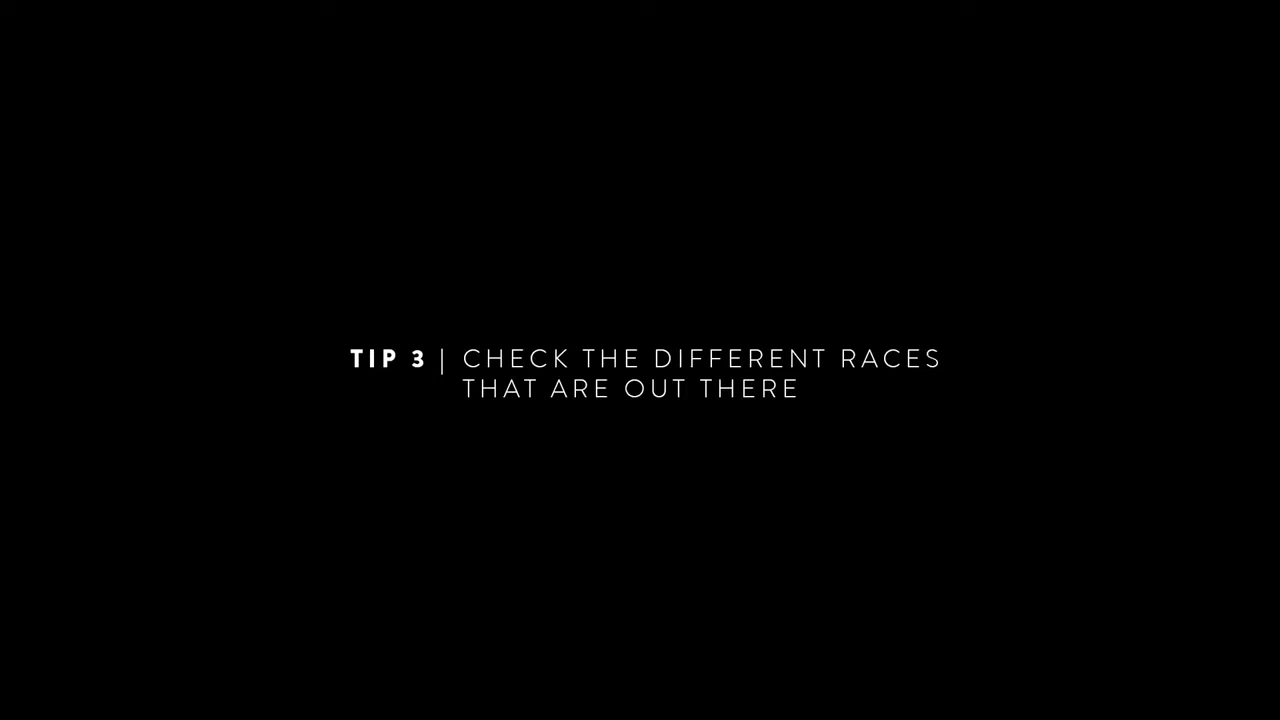 TIP 3 | CHECK THE DIFFERENT RACES
THAT ARE OUT THERE